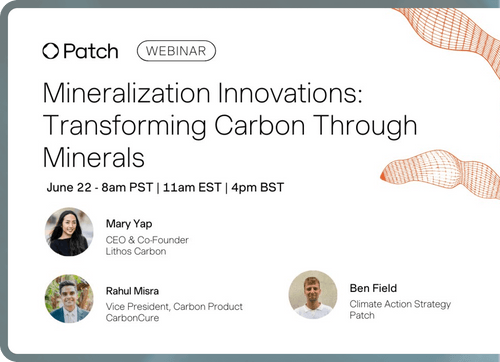 Patch
WEBINAR
Mineralization Innovations:
Transforming Carbon Through
Minerals
June 22 - 8am PST | 11am EST | 4pm BST
Mary Yap
CEO & Co-Founder
Lithos Carbon
Rahul Misra
Vice President, Carbon Product
CarbonCure
Ben Field
Climate Action Strategy
Patch